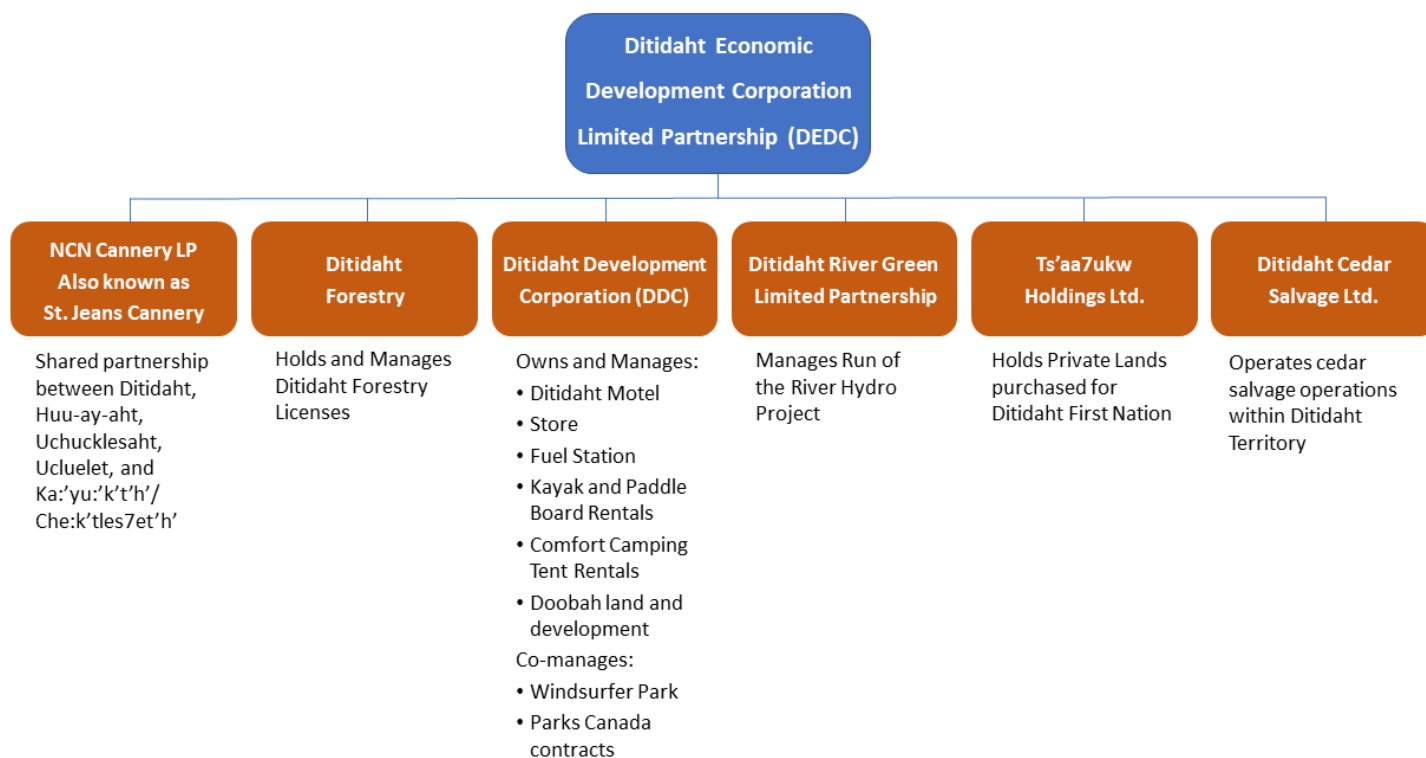 Ditidaht Economic
Development Corporation
Limited Partnership (DEDC)
NCN Cannery LP
Also known as
St. Jeans Cannery
Shared partnership
between Ditidaht,
Huu-ay-aht,
Uchucklesaht,
Ucluelet, and
Ka:’yu:’k’t’h’/
Che:k’tles7et’h’
Ditidaht
Forestry
Holds and Manages
Ditidaht Forestry
Licenses
Ditidaht Development
Corporation (DDC)
Owns and Manages:
• Ditidaht Motel
• Store
• Fuel Station
• Kayak and Paddle
Board Rentals
• Comfort Camping
Tent Rentals
• Doobah land and
development
Co-manages:
• Windsurfer Park
• Parks Canada
contracts
Ditidaht River Green
Limited Partnership
Manages Run of
the River Hydro
Project
Ts’aa7ukw
Holdings Ltd.
Holds Private Lands
purchased for
Ditidaht First Nation
Ditidaht Cedar
Salvage Ltd.
Operates cedar
salvage operations
within Ditidaht
Territory